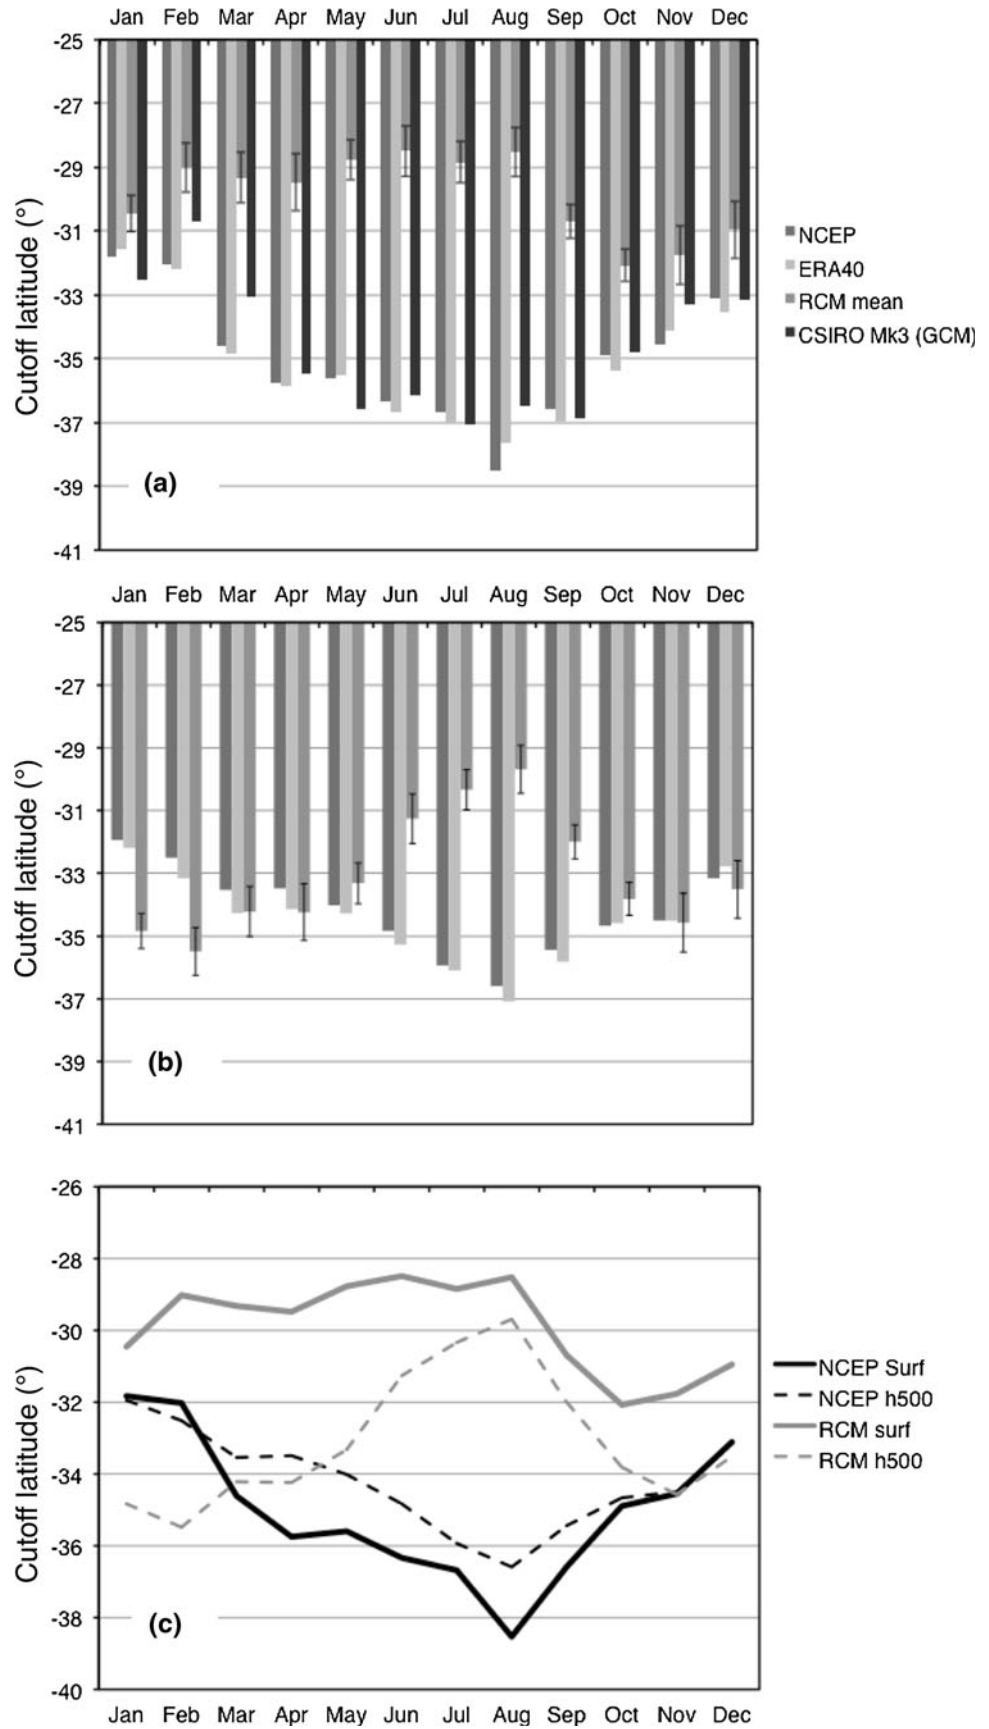 Jan Feb Mar Apr May Jun Jul Aug Sep Oct Nov Dec
-25
-27
-29
-31
-33
-35
-37
-39
-41
Cutoff latitude (°)
(a)
NCEP
ERA40
RCM mean
CSIRO Mk3 (GCM)
Jan Feb Mar Apr May Jun Jul Aug Sep Oct Nov Dec
-25
-27
-29
-31
-33
-35
-37
-39
-41
Cutoff latitude (°)
(b)
-26
-28
-30
-32
-34
-36
-38
-40
Cutoff latitude (°)
(c)
NCEP Surf
NCEP h500
RCM surf
RCM h500
Jan Feb Mar Apr May Jun Jul Aug Sep Oct Nov Dec